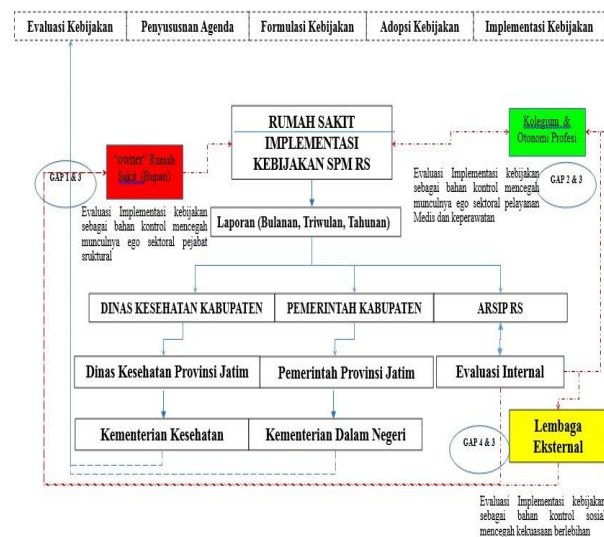 Evaluasi Kebijakan
Penyususnan Agenda
Formulasi Kebijakan
Adopsi Kebijakan
Implementasi Kebijakan
RUMAH SAKIT
IMPLEMENTASI
KEBIJAKAN SPM RS
Kolegium &
Otonomi Profesi
"owner" Rumah
Sakit (Bupati)
GAP 1 & 3
GAP 2 & 3
Evaluasi Implementasi kebijakan
sebagai bahan kontrol mencegah
munculnya ego sektoral pelayanan
Medis dan keperawatan
Evaluasi Implementasi kebijakan
sebagai bahan kontrol mencegah
munculnya ego sektoral pejabat
sruktural
Laporan (Bulanan, Triwulan, Tahunan)
DINAS KESEHATAN KABUPATEN
PEMERINTAH KABUPATEN
ARSIP RS
Dinas Kesehatan Provinsi Jatim
Pemerintah Provinsi Jatim
Evaluasi Internal
Kementerian Kesehatan
Kementerian Dalam Negeri
GAP 4 & 3
Lembaga
Eksternal
Evaluasi Implementasi kebijakan
sebagai bahan kontrol sosial
mencegah kekuasaan berlebihan